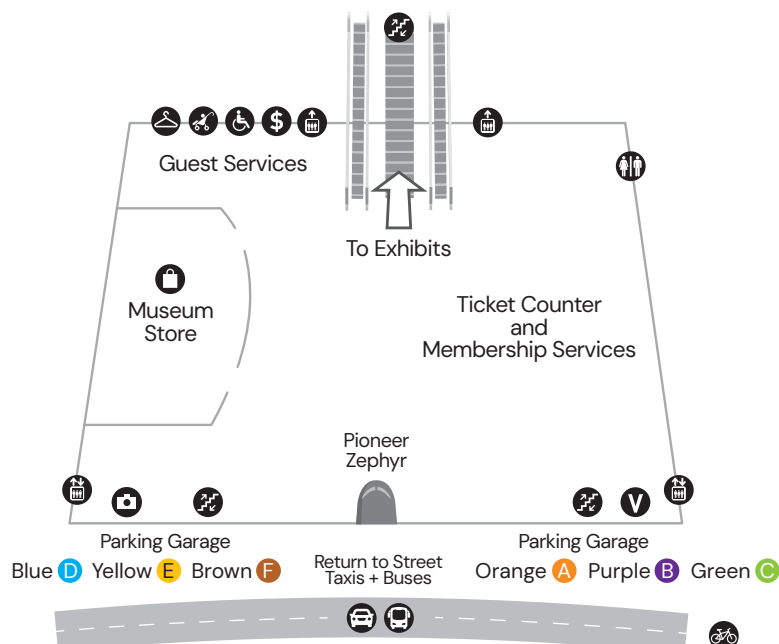 $
Guest Services
To Exhibits
Museum
Store
Ticket Counter
and
Membership Services
Pioneer
Zephyr
V
Parking Garage
Blue D Yellow E Brown F
Return to Street
Taxis + Buses
Parking Garage
Orange A Purple B Green C